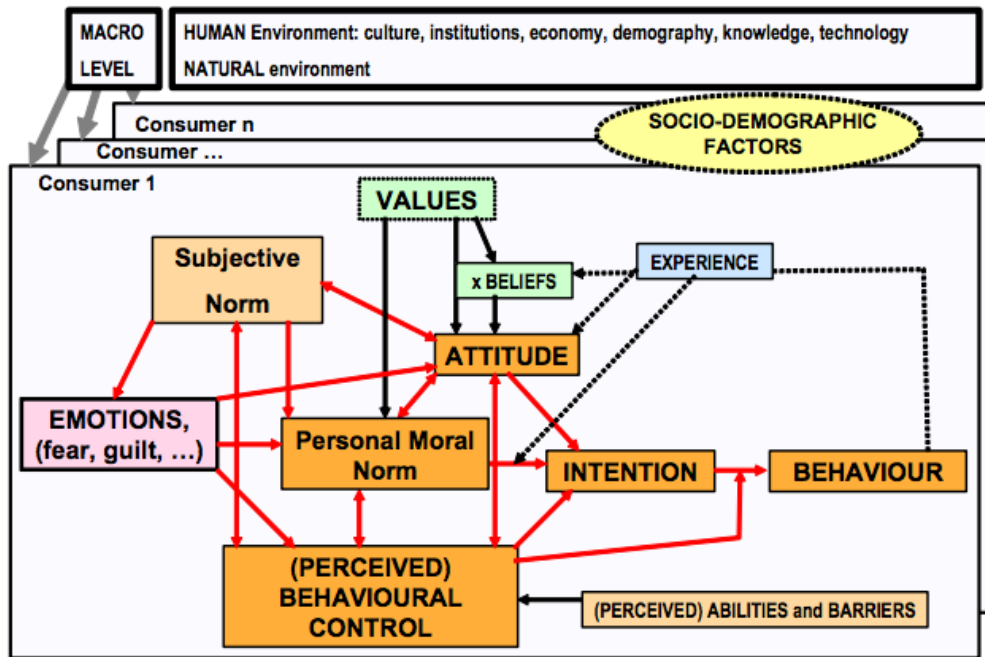 MACRO
LEVEL
HUMAN Environment: culture, institutions, economy, demography, knowledge, technology
NATURAL environment
Consumer n
SOCIO-DEMOGRAPHIC
FACTORS
Consumer …
Consumer 1
VALUES
Subjective
Norm
x BELIEFS
EXPERIENCE
ATTITUDE
EMOTIONS,
(fear, guilt, …)
Personal Moral
Norm
INTENTION
BEHAVIOUR
(PERCEIVED)
BEHAVIOURAL
CONTROL
(PERCEIVED) ABILITIES and BARRIERS